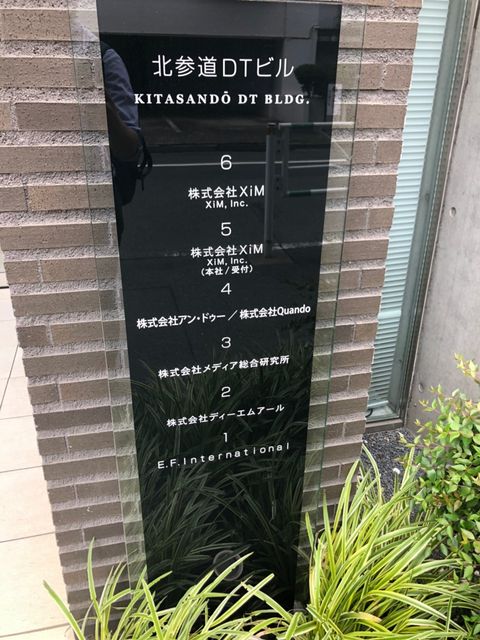 北参道DTビル
KITASANDŌ DT BLDG.
6
株式会社XiM
XiM, Inc.
5
株式会社XiM
XiM, Inc.
(本社/受付)
4
株式会社アン・ドゥー／株式会社Quando
3
株式会社メディア総合研究所
2
株式会社ディーエムアール
1
E.F.International